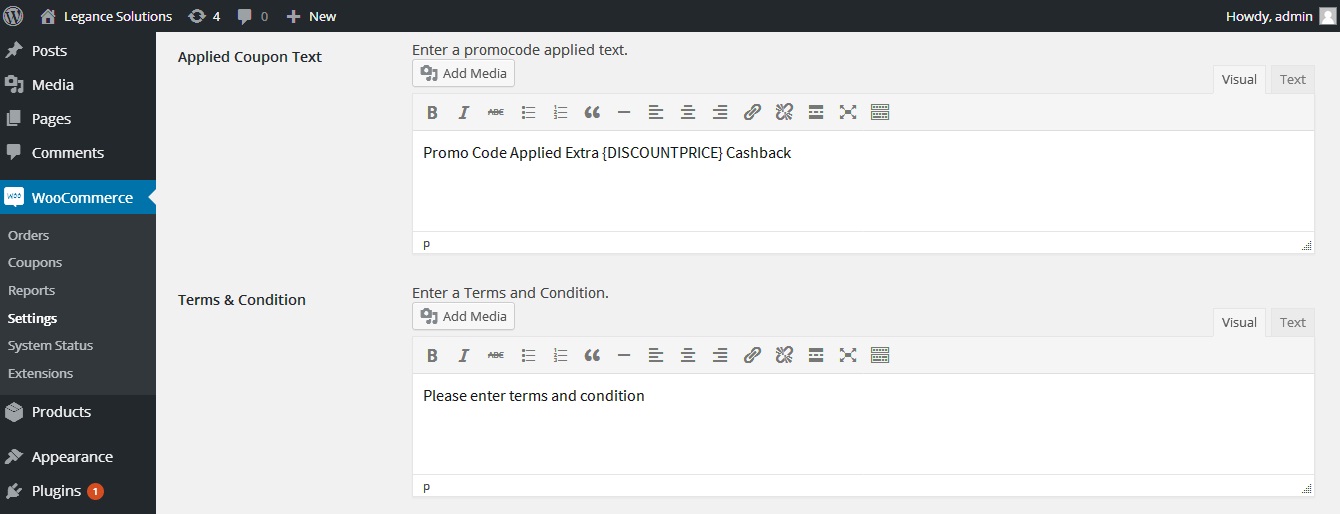 Legance Solutions 4 0 New Howdy, admin
Posts
Media
Pages
Comments
WooCommerce
Orders
Coupons
Reports
Settings
System Status
Extensions
Products
Appearance
Plugins 1
Applied Coupon Text
Enter a promocode applied text.
Add Media
Visual Text
B I ABC
Promo Code Applied Extra {DISCOUNTPRICE} Cashback
p
Terms & Condition
Enter a Terms and Condition.
Add Media
Visual Text
B I ABC
Please enter terms and condition
p